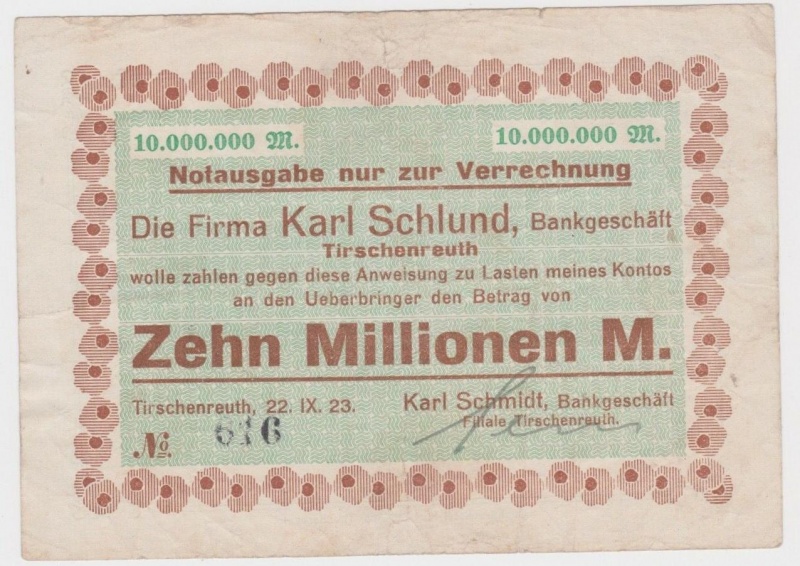 10.000.000 M.
10.000.000 M.
Notausgabe nur zur Verrechnung
Die Firma Karl Schlund, Bankgeschäft
Tirschenreuth
wolle zahlen gegen diese Anweisung zu Lasten meines Kontos
an den Ueberbringer den Betrag von
Zehn Millionen M.
Tirschenreuth, 22. IX. 23.
Karl Schmidt, Bankgeschäft
Filiale Tirschenreuth.
No. 616